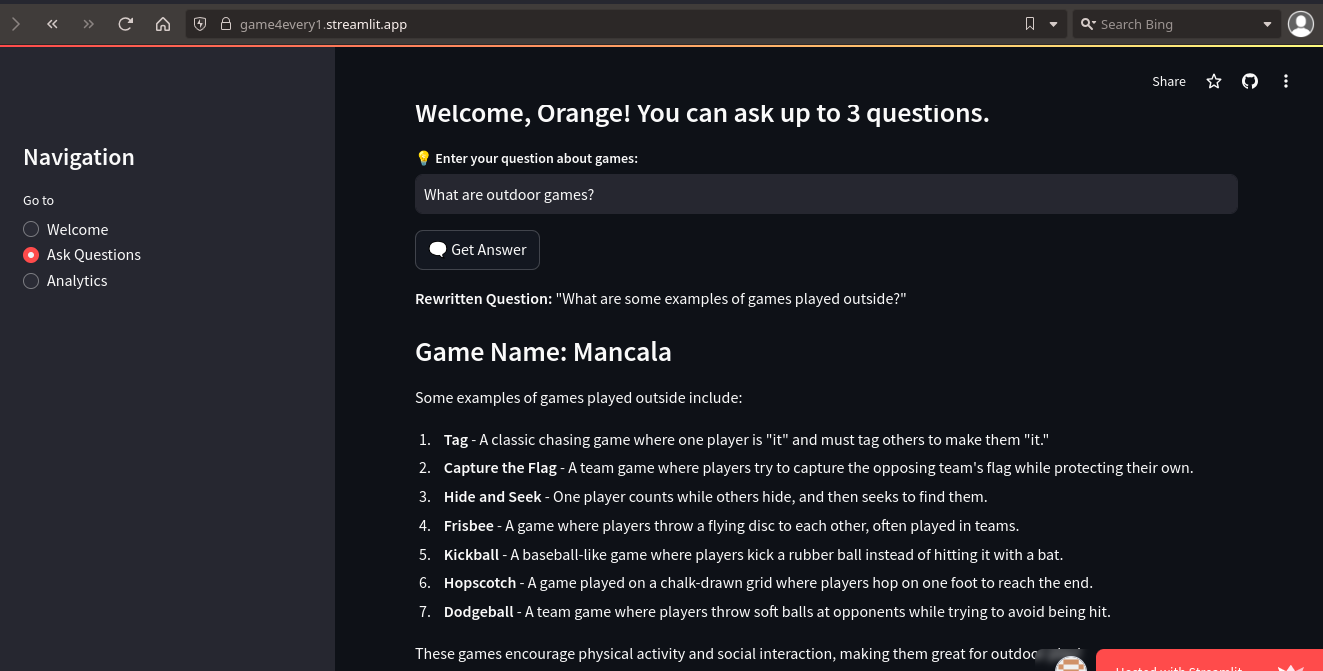 game4every1.streamlit.app
Search Bing
Share
Navigation
Go to
Welcome
Ask Questions
Analytics
Welcome, Orange! You can ask up to 3 questions.
💡 Enter your question about games:
What are outdoor games?
Get Answer
Rewritten Question: "What are some examples of games played outside?"
Game Name: Mancala
Some examples of games played outside include:
1. Tag - A classic chasing game where one player is "it" and must tag others to make them "it."
2. Capture the Flag - A team game where players try to capture the opposing team's flag while protecting their own.
3. Hide and Seek - One player counts while others hide, and then seeks to find them.
4. Frisbee - A game where players throw a flying disc to each other, often played in teams.
5. Kickball - A baseball-like game where players kick a rubber ball instead of hitting it with a bat.
6. Hopscotch - A game played on a chalk-drawn grid where players hop on one foot to reach the end.
7. Dodgeball - A team game where players throw soft balls at opponents while trying to avoid being hit.
These games encourage physical activity and social interaction, making them great for
Hosted with Streamlit